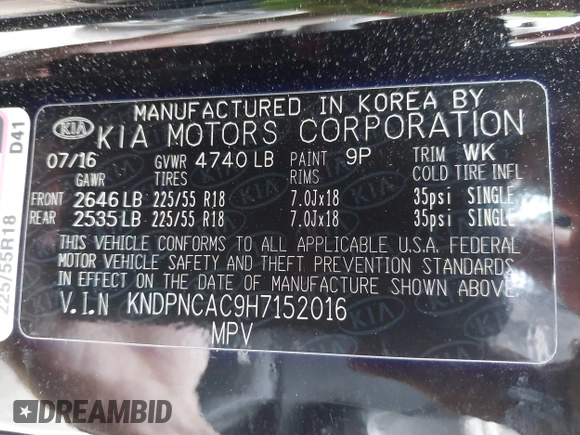 MANUFACTURED IN KOREA BY
KIA KIA MOTORS CORPORATION
07/16 GVWR 4740 LB PAINT 9P TRIM WK
GAWR TIRES RIMS COLD TIRE INFL
FRONT 2646 LB 225/55 R18 7.0Jx18 35psi SINGLE
REAR 2535 LB 225/55 R18 7.0Jx18 35psi SINGLE
THIS VEHICLE CONFORMS TO ALL APPLICABLE U.S.A. FEDERAL
MOTOR VEHICLE SAFETY AND THEFT PREVENTION STANDARDS
IN EFFECT ON THE DATE OF MANUFACTURE SHOWN ABOVE.
V.I.N KNDPNCAC9H7152016
MPV
D41
225/55R18
DREAMBID